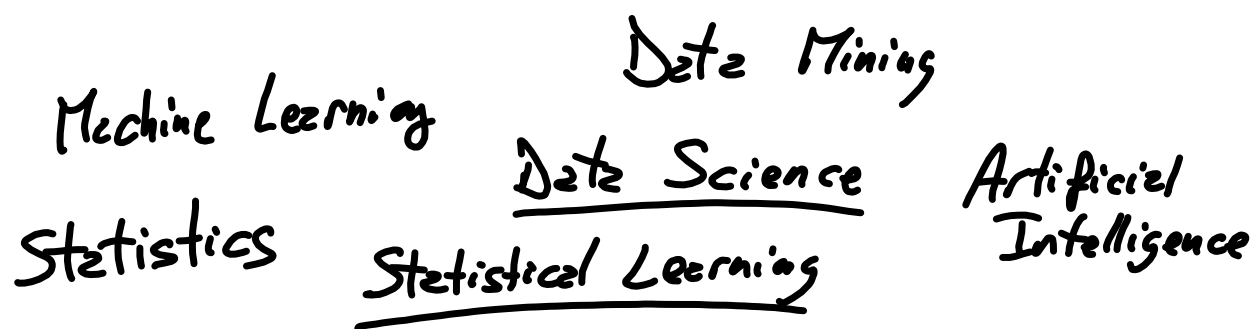 Data Mining
Machine Learning
Data Science
Artificial
Intelligence
Statistics
Statistical Learning